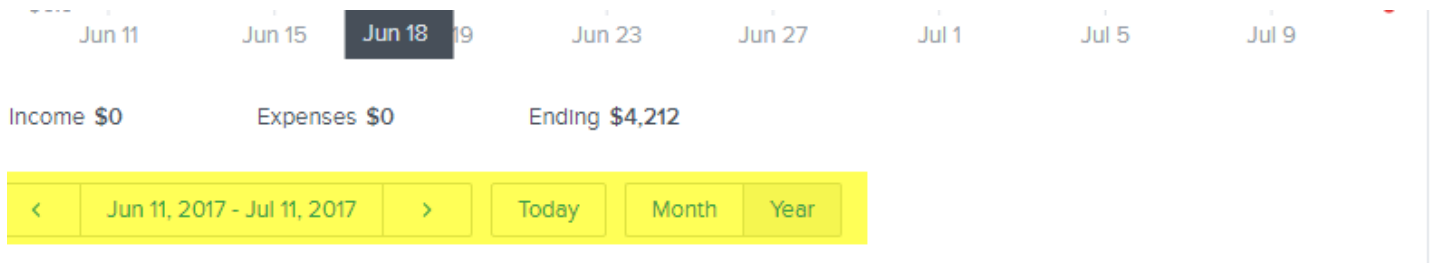 Jun 11 Jun 15 Jun 18 19 Jun 23 Jun 27 Jul 1 Jul 5 Jul 9
Income $0 Expenses $0 Ending $4,212
< Jun 11, 2017 - Jul 11, 2017 > Today Month Year